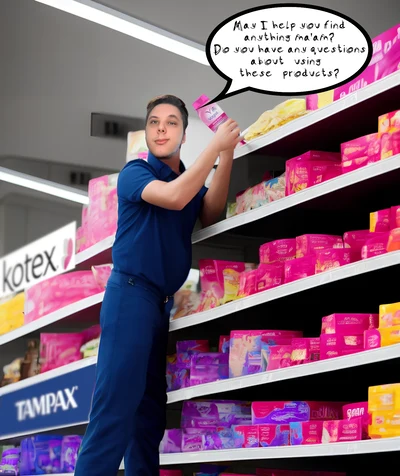 May I help you find
anything ma'am?
Do you have any questions
about using
these products?
kotex
TAMPAX